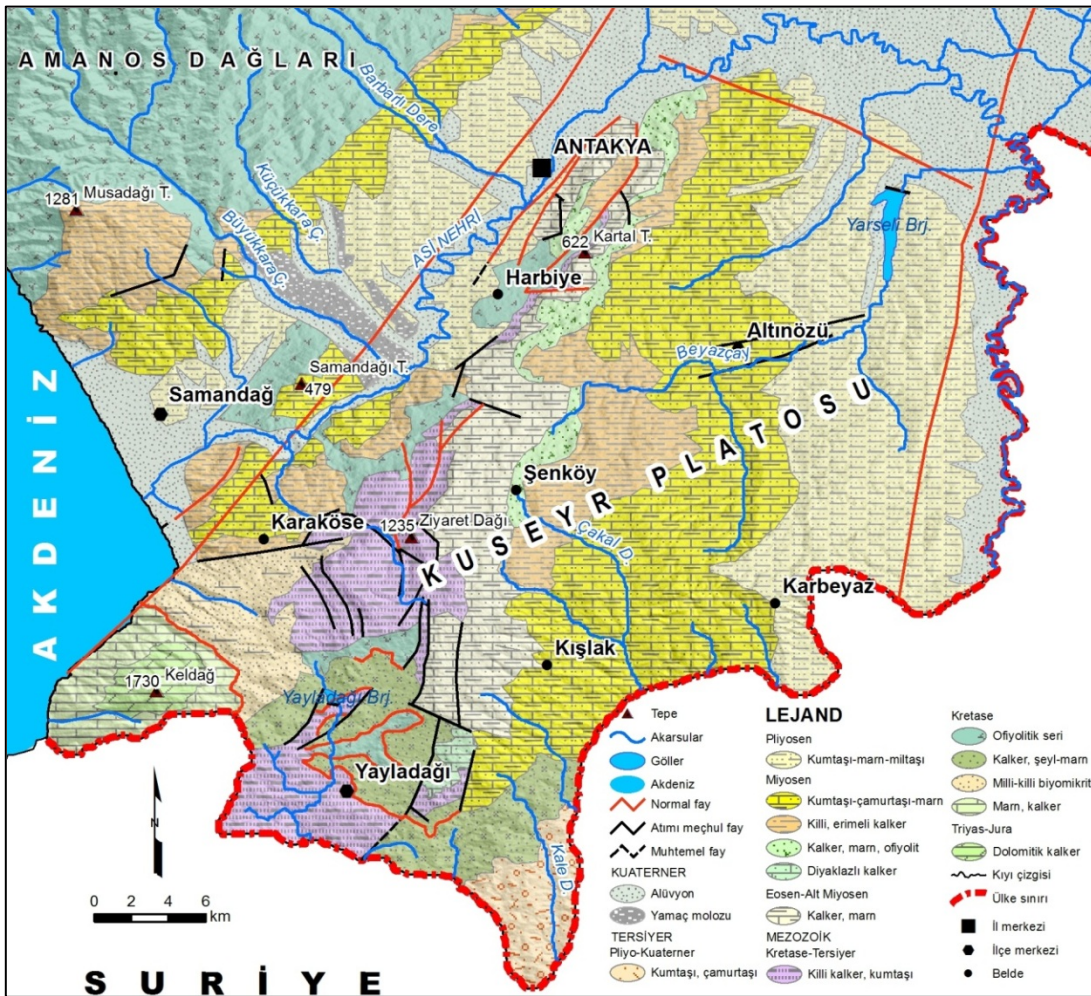 AMANOS DAĞLARI
Barbarlı Dere
ANTAKYA
1281 Musadağı T.
Küçükkara Ç.
Büyükkara Ç.
ASİ NEHRİ
622 Kartal T.
Yarseli Brj.
Harbiye
Altınözü
Beyazçay
Samandağı T.
479
Samandağ
AKDENİZ
Şenköy
KUSEYR PLATOSU
Karaköse
1235 Ziyaret Dağı
Çakal D.
Karbeyaz
Kışlak
1730 Keldağ
Yayladağı Brj.
Yayladağı
Kale D.
N
0 2 4 6
km
SURİYE
Tepe
Akarsular
Göller
Akdeniz
Normal fay
Atımı meçhul fay
Muhtemel fay
KUATERNER
Alüvyon
Yamaç molozu
TERSİYER
Pliyo-Kuaterner
Kumtaşı, çamurtaşı
LEJAND
Pliyosen
Kumtaşı-marn-miltaşı
Miyosen
Kumtaşı-çamurtaşı-marn
Killi, erimeli kalker
Kalker, marn, ofiyolit
Diyaklazlı kalker
Eosen-Alt Miyosen
Kalker, marn
MEZOZOİK
Kretase-Tersiyer
Killi kalker, kumtaşı
Kretase
Ofiyolitik seri
Kalker, şeyl-marn
Milli-killi biyomikrit
Marn, kalker
Triyas-Jura
Dolomitik kalker
Kıyı çizgisi
Ülke sınırı
İl merkezi
İlçe merkezi
Belde